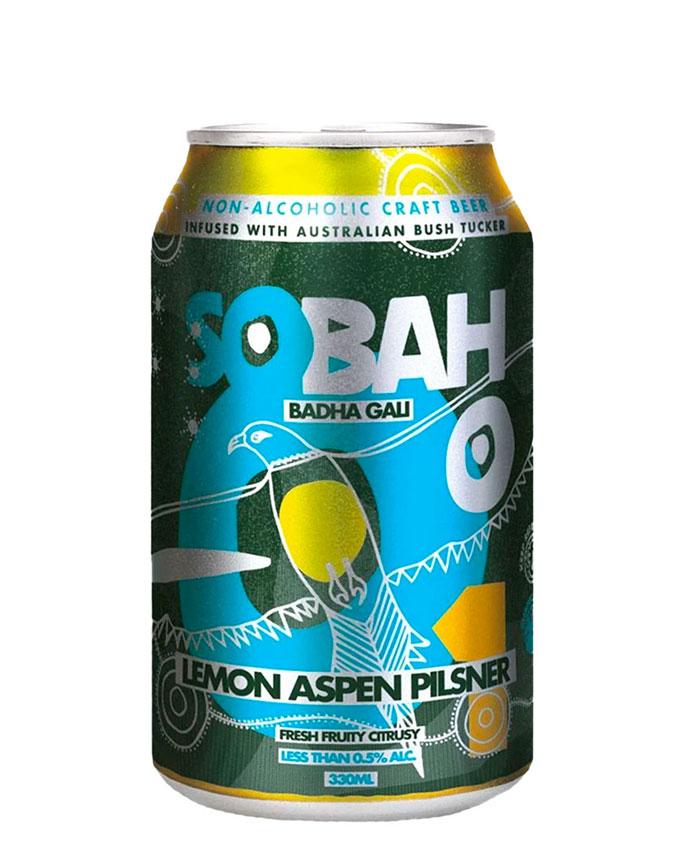 NON-ALCOHOLIC CRAFT BEER
INFUSED WITH AUSTRALIAN BUSH TUCKER
SOBAH
BADHA GALI
LEMON ASPEN PILSNER
FRESH FRUITY CITRUSY
LESS THAN 0.5% ALC.
330ML